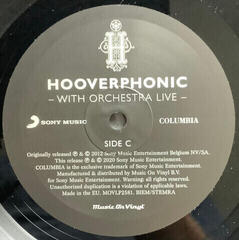 H
HOOVERPHONIC
– WITH ORCHESTRA LIVE –
SONY MUSIC
COLUMBIA
SIDE C
Originally released ℗ & © 2012 Sony Music Entertainment Belgium NV/SA.
This release ℗ & © 2020 Sony Music Entertainment.
COLUMBIA is the exclusive trademark of Sony Music Entertainment.
Manufactured & distributed by Music On Vinyl B.V.
for Sony Music Entertainment. Warning: all rights reserved.
Unauthorized duplication is a violation of applicable laws.
Made in the EU. MOVLP2581. BIEM/STEMRA
Music On Vinyl